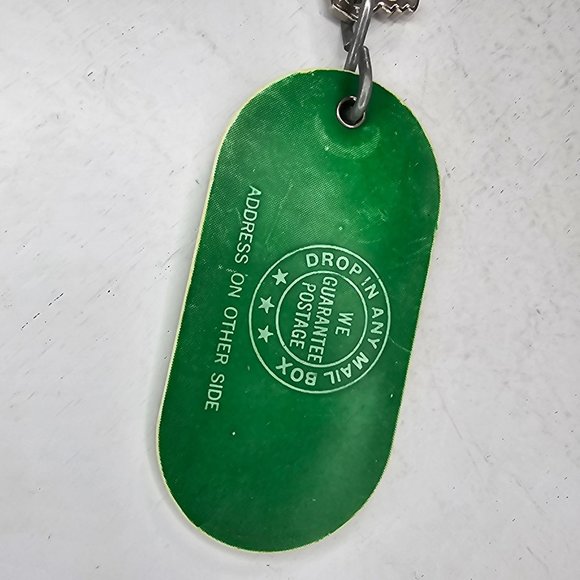 DROP IN ANY MAIL BOX
WE
GUARANTEE
POSTAGE
ADDRESS ON OTHER SIDE